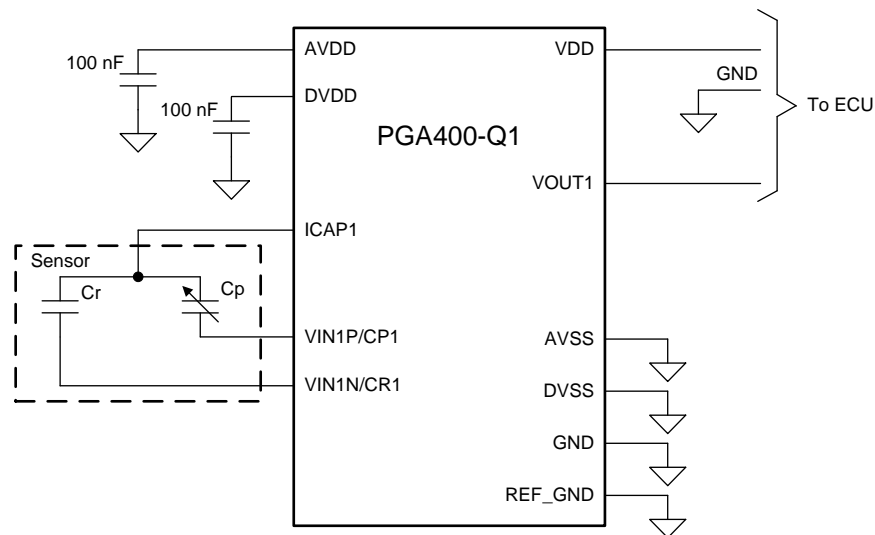 AVDD
VDD
100 nF
GND
DVDD
100 nF
To ECU
PGA400-Q1
VOUT1
ICAP1
Sensor
Cr
Cp
VIN1P/CP1
AVSS
VIN1N/CR1
DVSS
GND
REF_GND